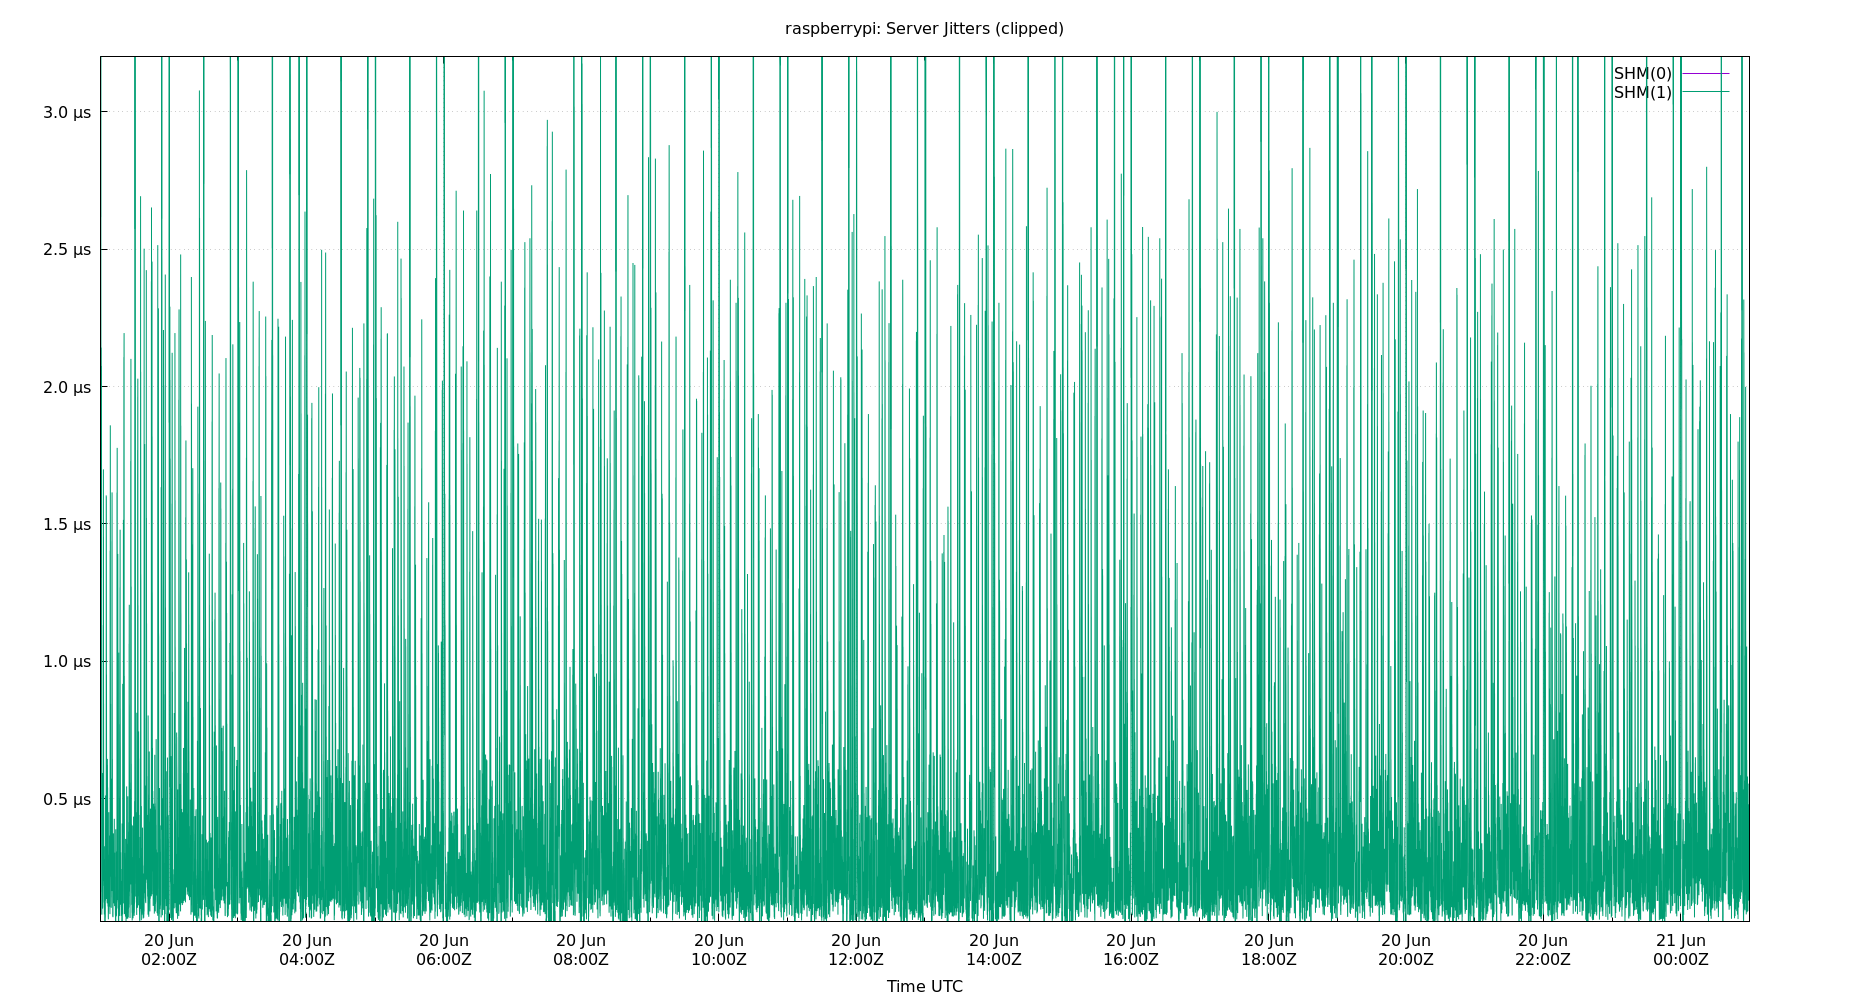 raspberrypi: Server Jitters (clipped)
SHM(0)
SHM(1)
3.0 µs
2.5 µs
2.0 µs
1.5 µs
1.0 µs
0.5 µs
20 Jun 20 Jun 20 Jun 20 Jun 20 Jun 20 Jun 20 Jun 20 Jun 20 Jun 20 Jun 20 Jun 21 Jun
02:00Z 04:00Z 06:00Z 08:00Z 10:00Z 12:00Z 14:00Z 16:00Z 18:00Z 20:00Z 22:00Z 00:00Z
Time UTC